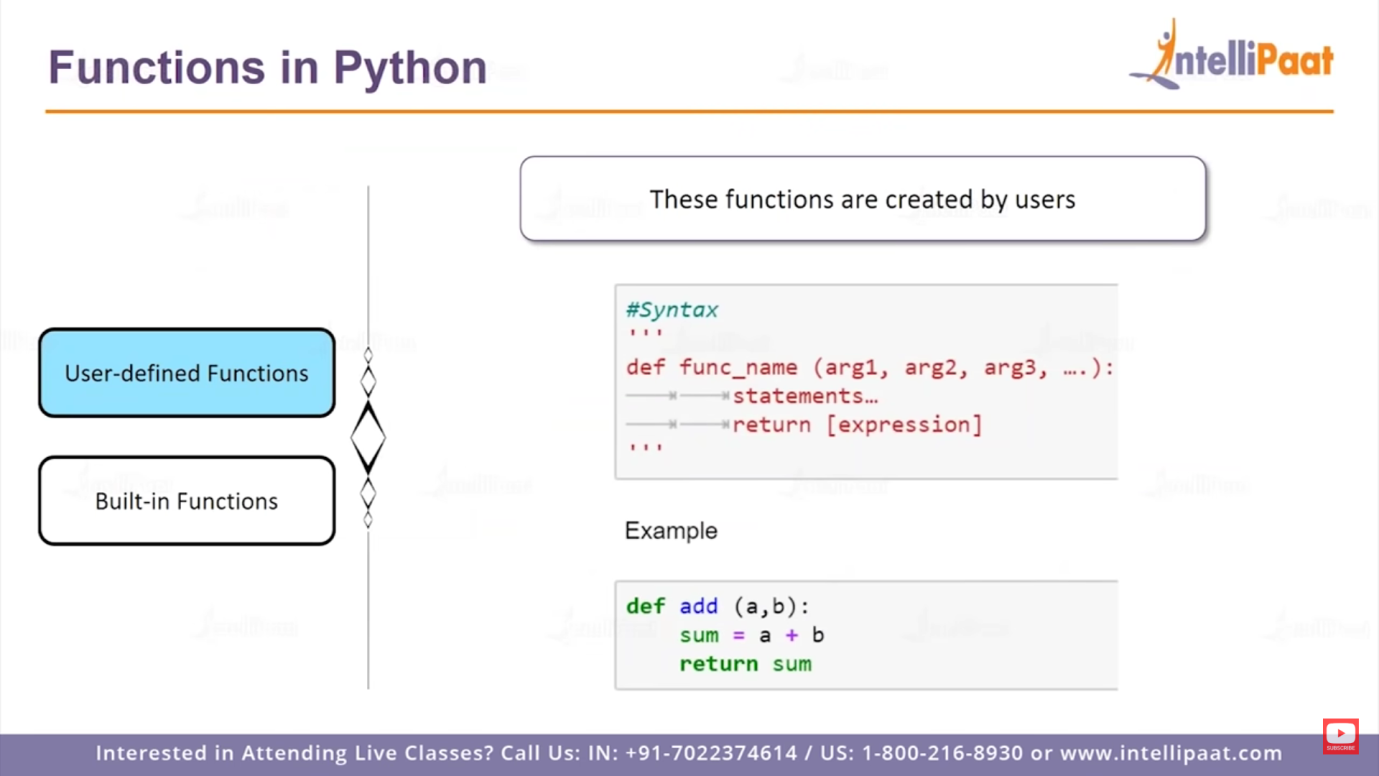 Functions in Python
IntelliPaat
These functions are created by users
User-defined Functions
Built-in Functions
#Syntax
'''
def func_name (arg1, arg2, arg3, ….):
statements…
return [expression]
'''
Example
def add (a,b):
sum = a + b
return sum
Interested in Attending Live Classes? Call Us: IN: +91-7022374614 / US: 1-800-216-8930 or www.intellipaat.com
SUBSCRIBE